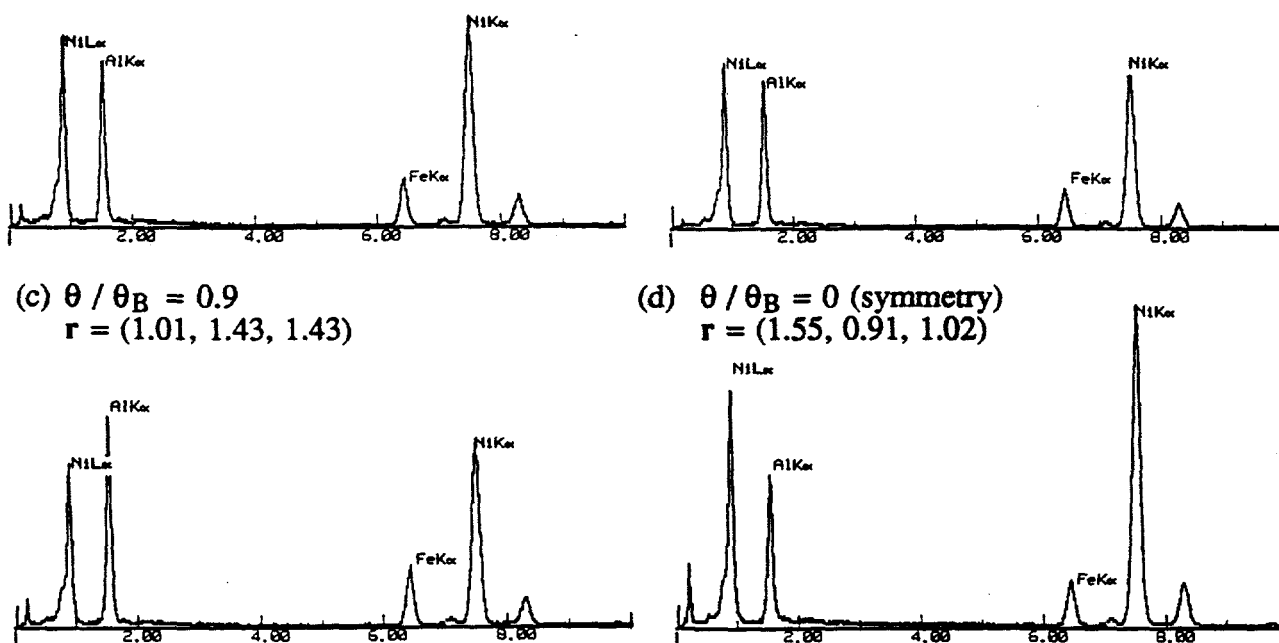 NiLα
AlKα
FeKα
NiKα
2.00 4.00 6.00 8.00
NiLα
AlKα
FeKα
NiKα
2.00 4.00 6.00 8.00
(c) θ / θB = 0.9
r = (1.01, 1.43, 1.43)
NiLα
AlKα
FeKα
NiKα
2.00 4.00 6.00 8.00
(d) θ / θB = 0 (symmetry)
r = (1.55, 0.91, 1.02)
NiLα
AlKα
FeKα
NiKα
2.00 4.00 6.00 8.00